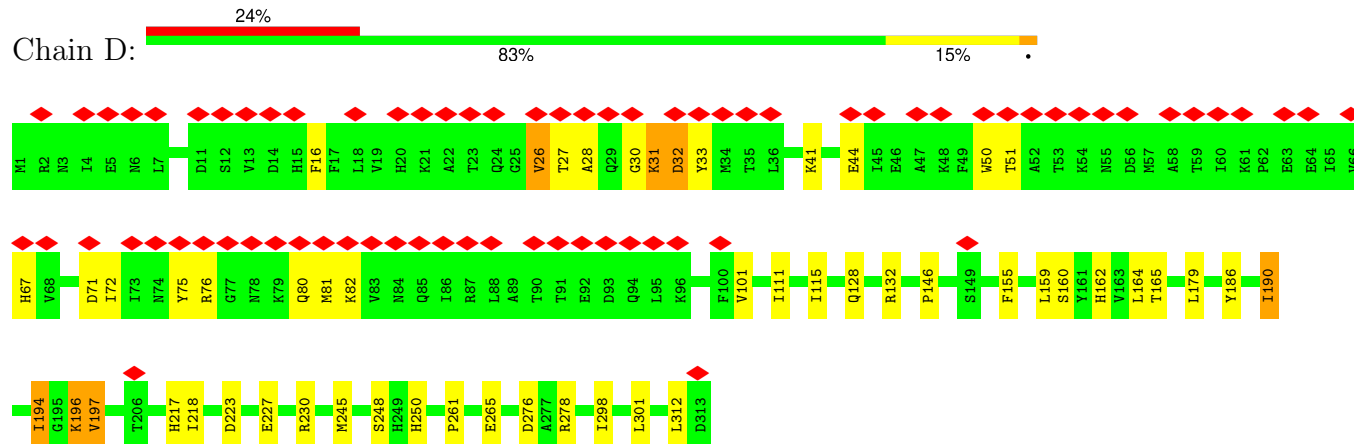 24%
Chain D:
83% 15% •
M1 R2 N3 I4 E5 N6 L7 D11 S12 V13 D14 H15 F16 F17 L18 V19 H20 K21 A22 T23 Q24 G25 V26 T27 A28 Q29 G30 K31 D32 Y33 M34 T35 L36 K41 E44 I45 E46 A47 K48 F49 W50 T51 A52 T53 K54 N55 D56 M57 A58 T59 I60 K61 P62 E63 E64 I65 V66
H67 V68 D71 I72 I73 N74 Y75 R76 G77 N78 K79 Q80 M81 K82 V83 N84 Q85 I86 R87 L88 A89 T90 T91 E92 D93 Q94 L95 K96 F100 V101 I111 I115 Q128 R132 P146 S149 F155 L159 S160 Y161 H162 V163 L164 T165 L179 Y186 I190
I194 G195 K196 V197 T206 H217 I218 D223 E227 R230 M245 S248 H249 H250 P261 E265 D276 A277 R278 I298 L301 L312 D313